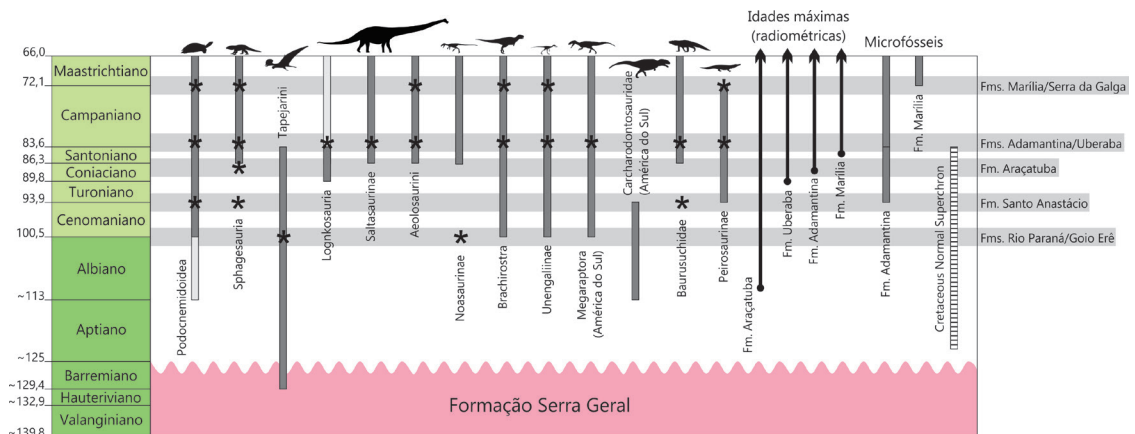 Idades máximas
(radiométricas)
Microfósseis
66,0
Maastrichtiano
72,1
Campaniano
83,6
Santoniano
86,3
Coniaciano
89,8
Turoniano
93,9
Cenomaniano
100,5
Albiano
~113
Aptiano
~125
Barremiano
~129,4
Hauteriviano
~132,9
Valanginiano
~139,8
Podocnemidoidea
Sphagesauria
Tapejarini
Lognkosauria
Saltasaurinae
Aeolosaurini
Noasaurinae
Brachirostra
Unengaliinae
Megaraptora
(América do Sul)
Carcharodontosauridae
(América do Sul)
Baurusuchidae
Peirosaurinae
Fm. Araçatuba
Fm. Uberaba
Fm. Adamantina
Fm. Marília
Fm. Adamantina
Fm. Marília
Cretaceous Normal Superchron
Fms. Marília/Serra da Galga
Fms. Adamantina/Uberaba
Fm. Araçatuba
Fm. Santo Anastácio
Fms. Rio Paraná/Goio Erê
Formação Serra Geral